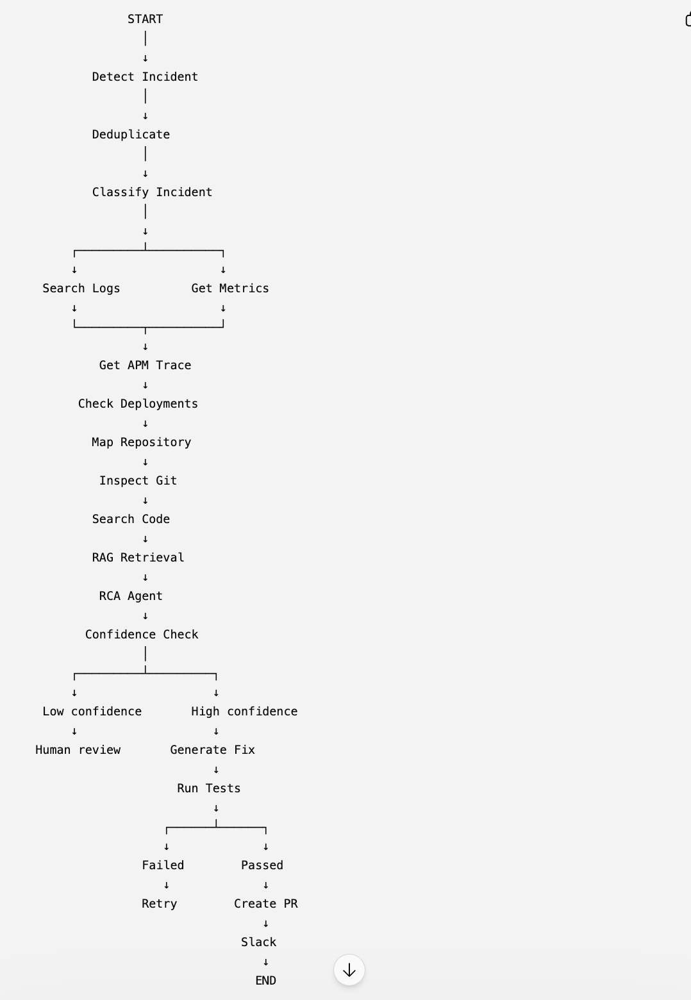 START
↓
Detect Incident
↓
Deduplicate
↓
Classify Incident
↓
↓ ↓
Search Logs Get Metrics
↓ ↓
↓
Get APM Trace
↓
Check Deployments
↓
Map Repository
↓
Inspect Git
↓
Search Code
↓
RAG Retrieval
↓
RCA Agent
↓
Confidence Check
↓ ↓
Low confidence High confidence
↓ ↓
Human review Generate Fix
↓
Run Tests
↓
↓ ↓
Failed Passed
↓ ↓
Retry Create PR
↓
Slack
↓
END